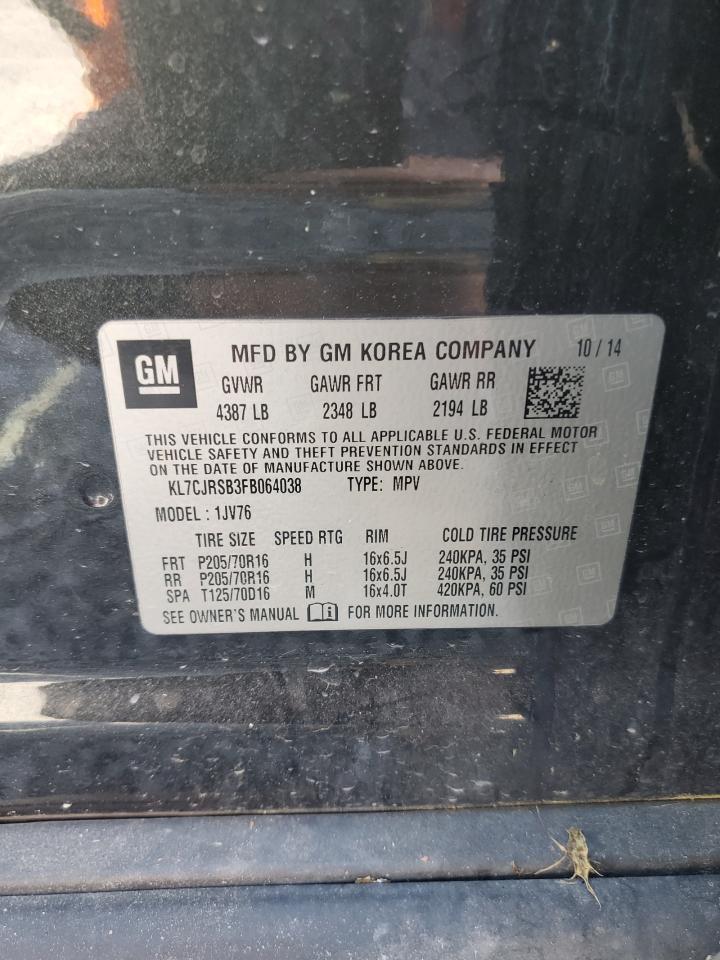 GM MFD BY GM KOREA COMPANY 10 / 14
GVWR GAWR FRT GAWR RR
4387 LB 2348 LB 2194 LB
THIS VEHICLE CONFORMS TO ALL APPLICABLE U.S. FEDERAL MOTOR
VEHICLE SAFETY AND THEFT PREVENTION STANDARDS IN EFFECT
ON THE DATE OF MANUFACTURE SHOWN ABOVE.
KL7CJRSB3FB064038 TYPE: MPV
MODEL : 1JV76
TIRE SIZE SPEED RTG RIM COLD TIRE PRESSURE
FRT P205/70R16 H 16x6.5J 240KPA, 35 PSI
RR P205/70R16 H 16x6.5J 240KPA, 35 PSI
SPA T125/70D16 M 16x4.0T 420KPA, 60 PSI
SEE OWNER'S MANUAL FOR MORE INFORMATION.